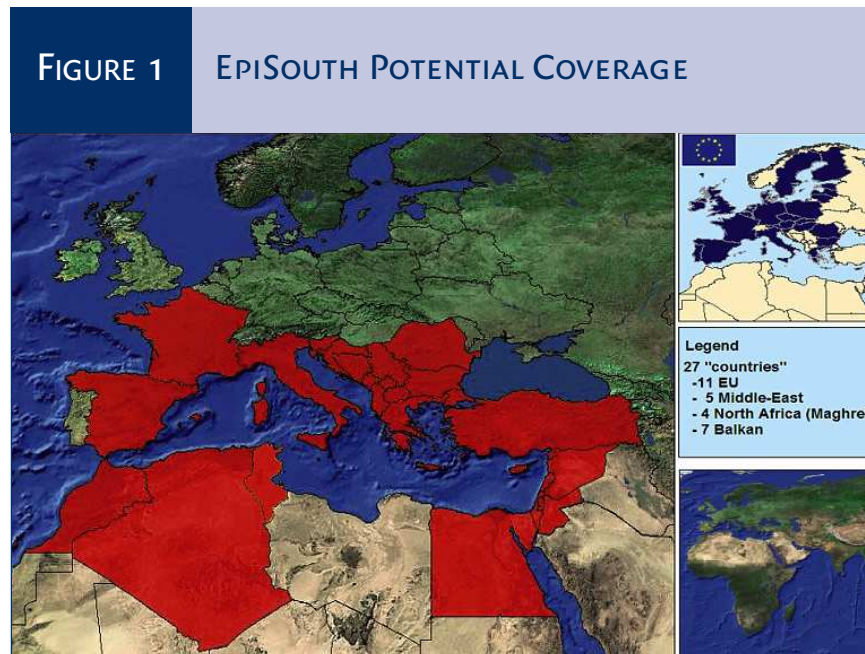 FIGURE 1
EPISOUTH POTENTIAL COVERAGE
Legend
27 "countries"
-11 EU
- 5 Middle-East
- 4 North Africa (Maghre
- 7 Balkan